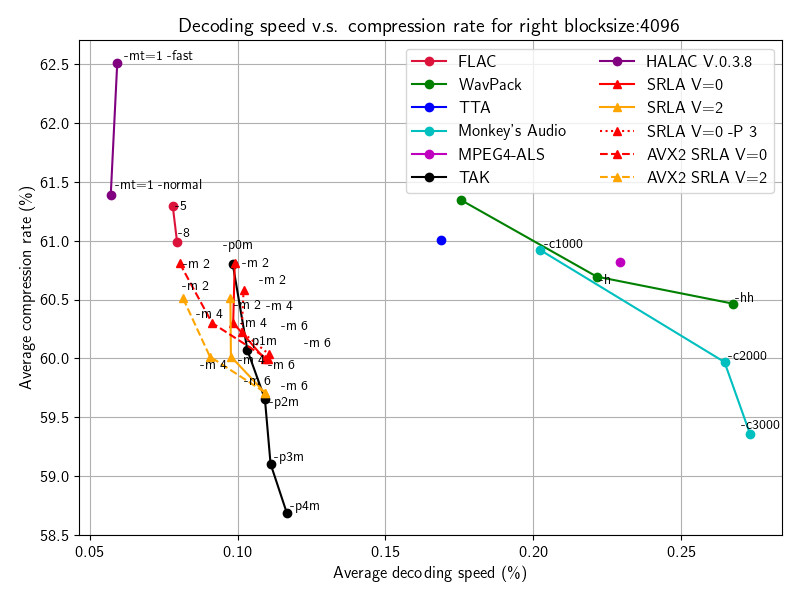 Decoding speed v.s. compression rate for right blocksize:4096
62.5
62.0
61.5
61.0
60.5
60.0
59.5
59.0
58.5
Average compression rate (%)
0.05
0.10
0.15
0.20
0.25
Average decoding speed (%)
FLAC
WavPack
TTA
Monkey's Audio
MPEG4-ALS
TAK
HALAC V.0.3.8
SRLA V=0
SRLA V=2
SRLA V=0 -P 3
AVX2 SRLA V=0
AVX2 SRLA V=2
-mt=1 -fast
-mt=1 -normal
-5
-8
-p0m
-m 2
-m 2
-m 2
-m 2
-m 2
-m 4
-m 4
-m 4
-m 6
-m 6
-p1m
-m 4
-m 4
-m 6
-m 6
-m 6
-p2m
-p3m
-p4m
-c1000
-h
-hh
-c2000
-c3000